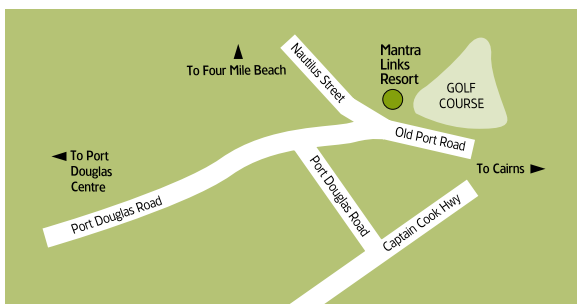 Nautilus Street
Mantra
Links
Resort
To Four Mile Beach
GOLF
COURSE
Old Port Road
To Port
Douglas
Centre
To Cairns
Port Douglas Road
Port Douglas Road
Captain Cook Hwy